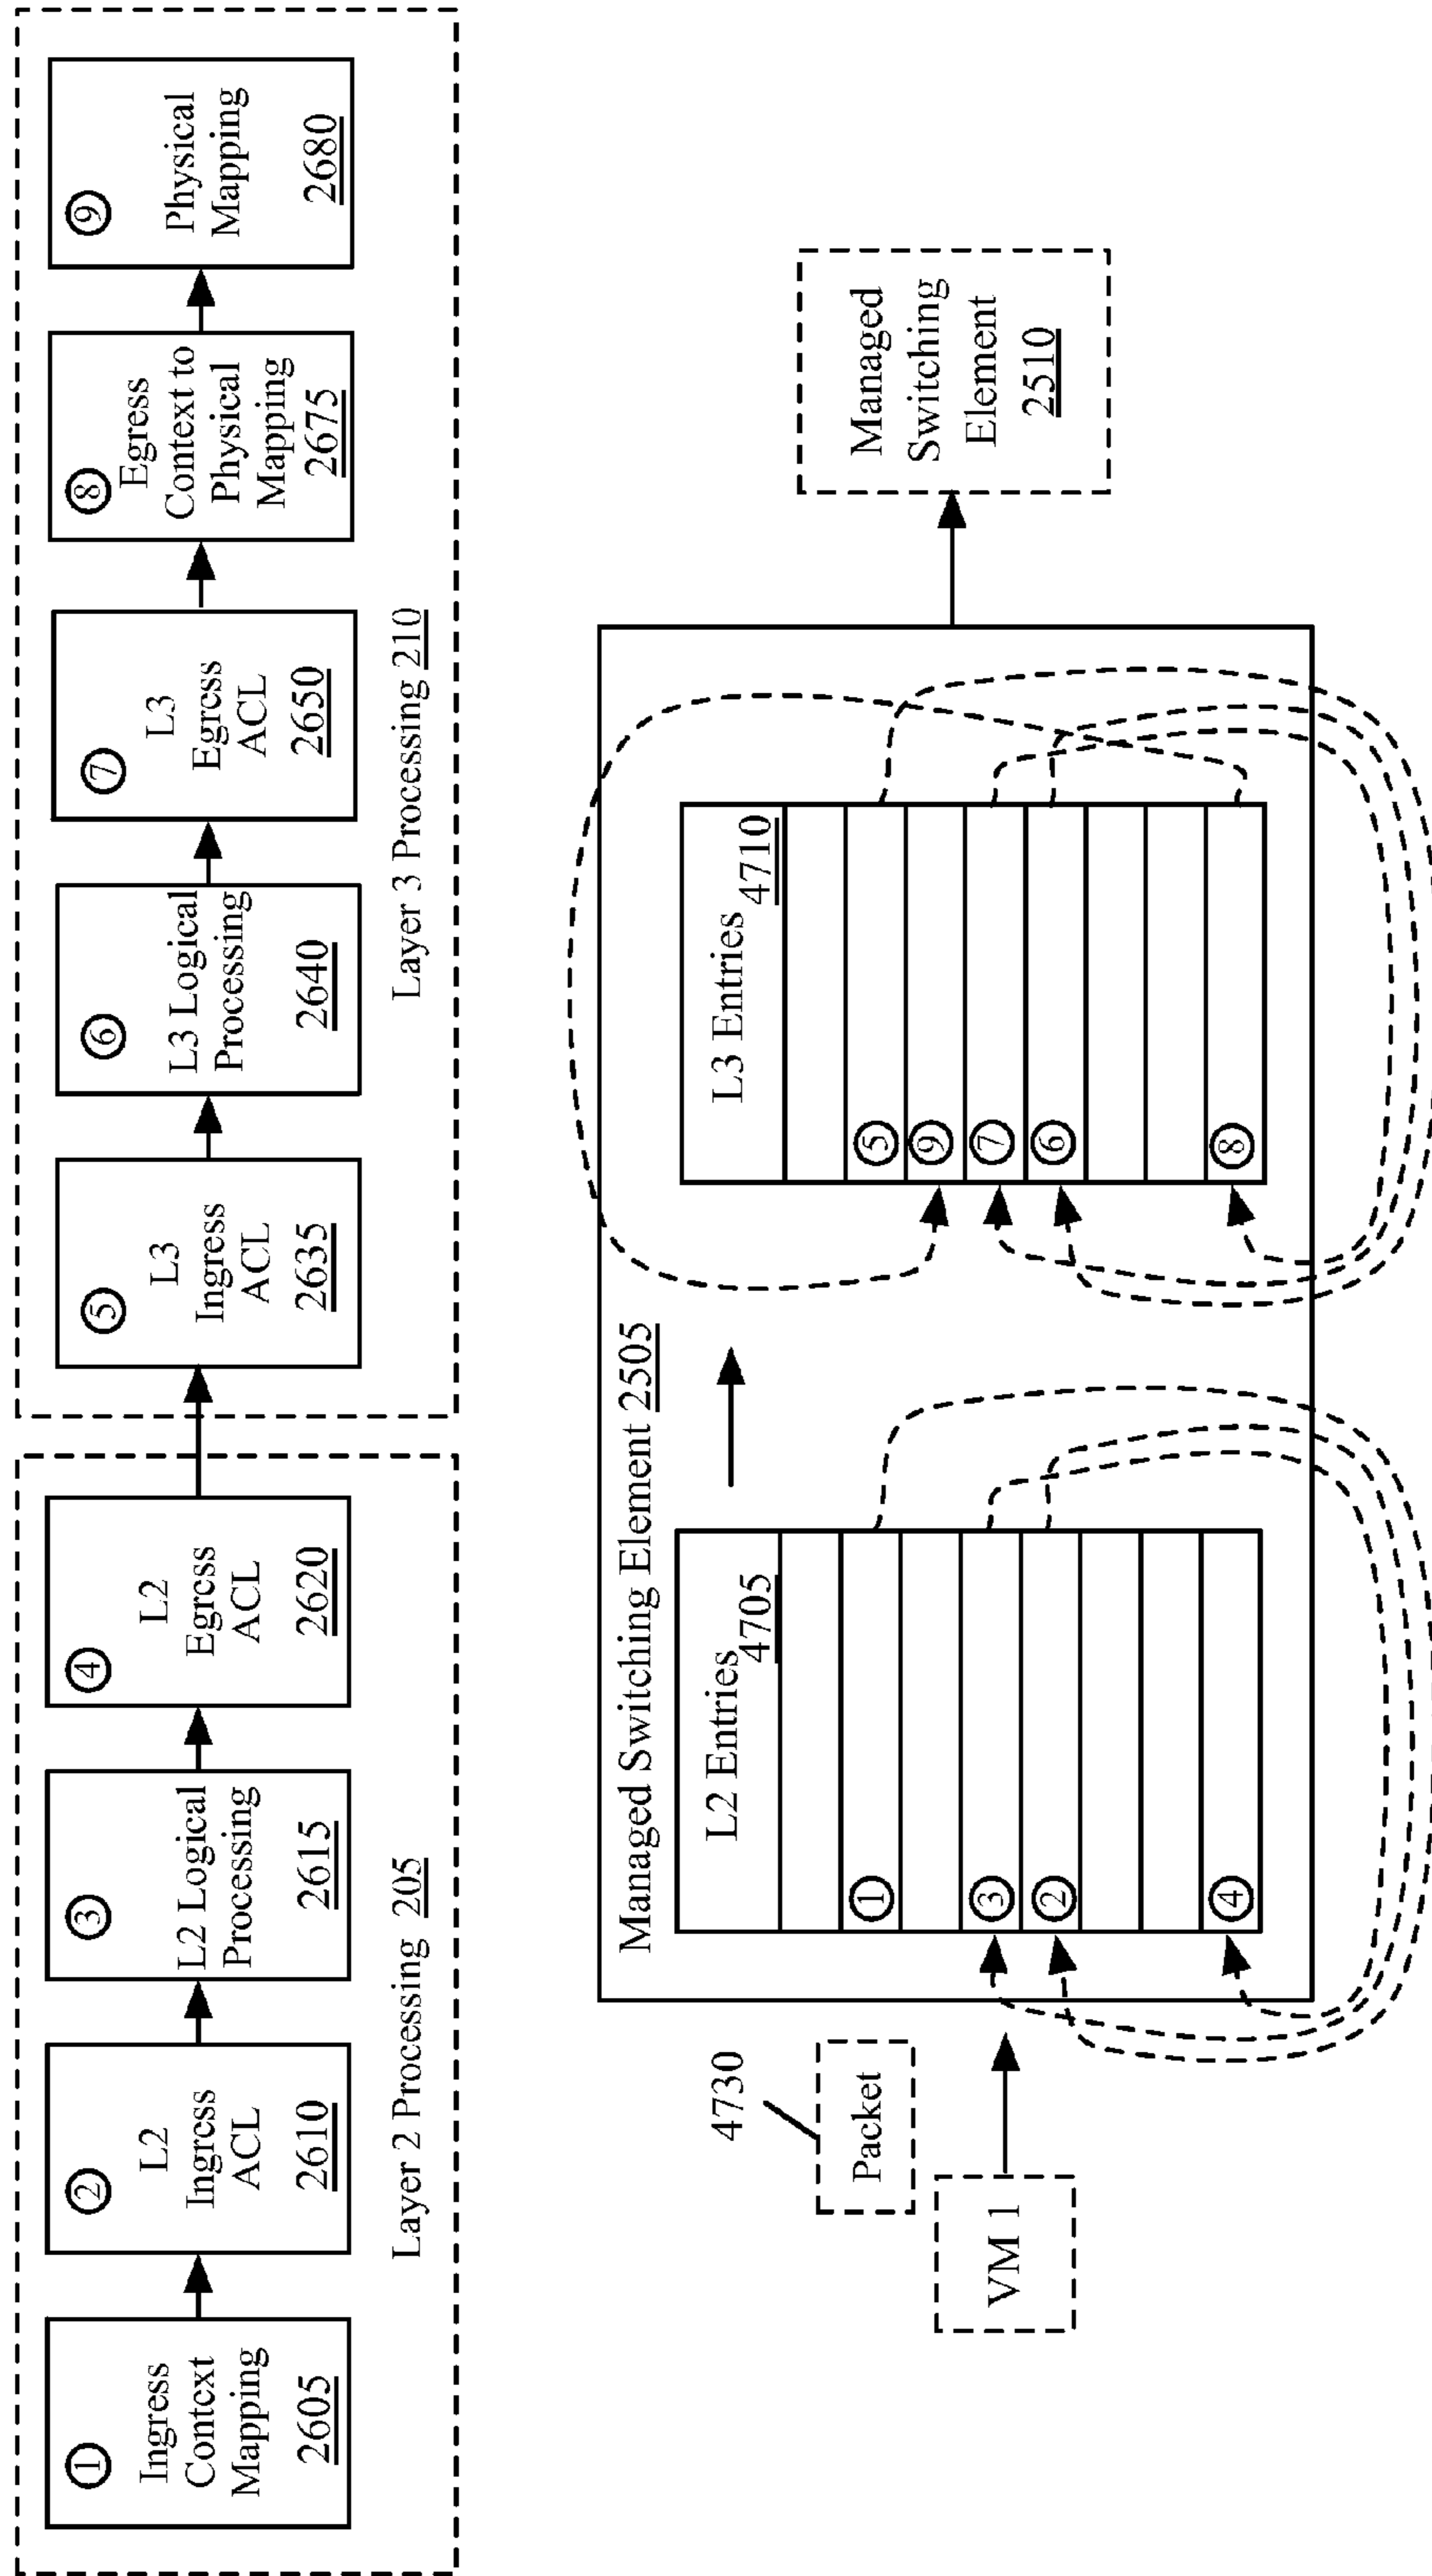 ①
Ingress
Context
Mapping
2605
②
L2
Ingress
ACL
2610
③
L2 Logical
Processing
2615
④
L2
Egress
ACL
2620
Layer 2 Processing 205
⑤
L3
Ingress
ACL
2635
⑥
L3 Logical
Processing
2640
⑦
L3
Egress
ACL
2650
⑧
Egress
Context to
Physical
Mapping
2675
⑨
Physical
Mapping
2680
Layer 3 Processing 210
4730
Packet
VM 1
Managed Switching Element 2505
L2 Entries
4705
①
③
②
④
L3 Entries
4710
⑤
⑨
⑦
⑥
⑧
Managed
Switching
Element
2510